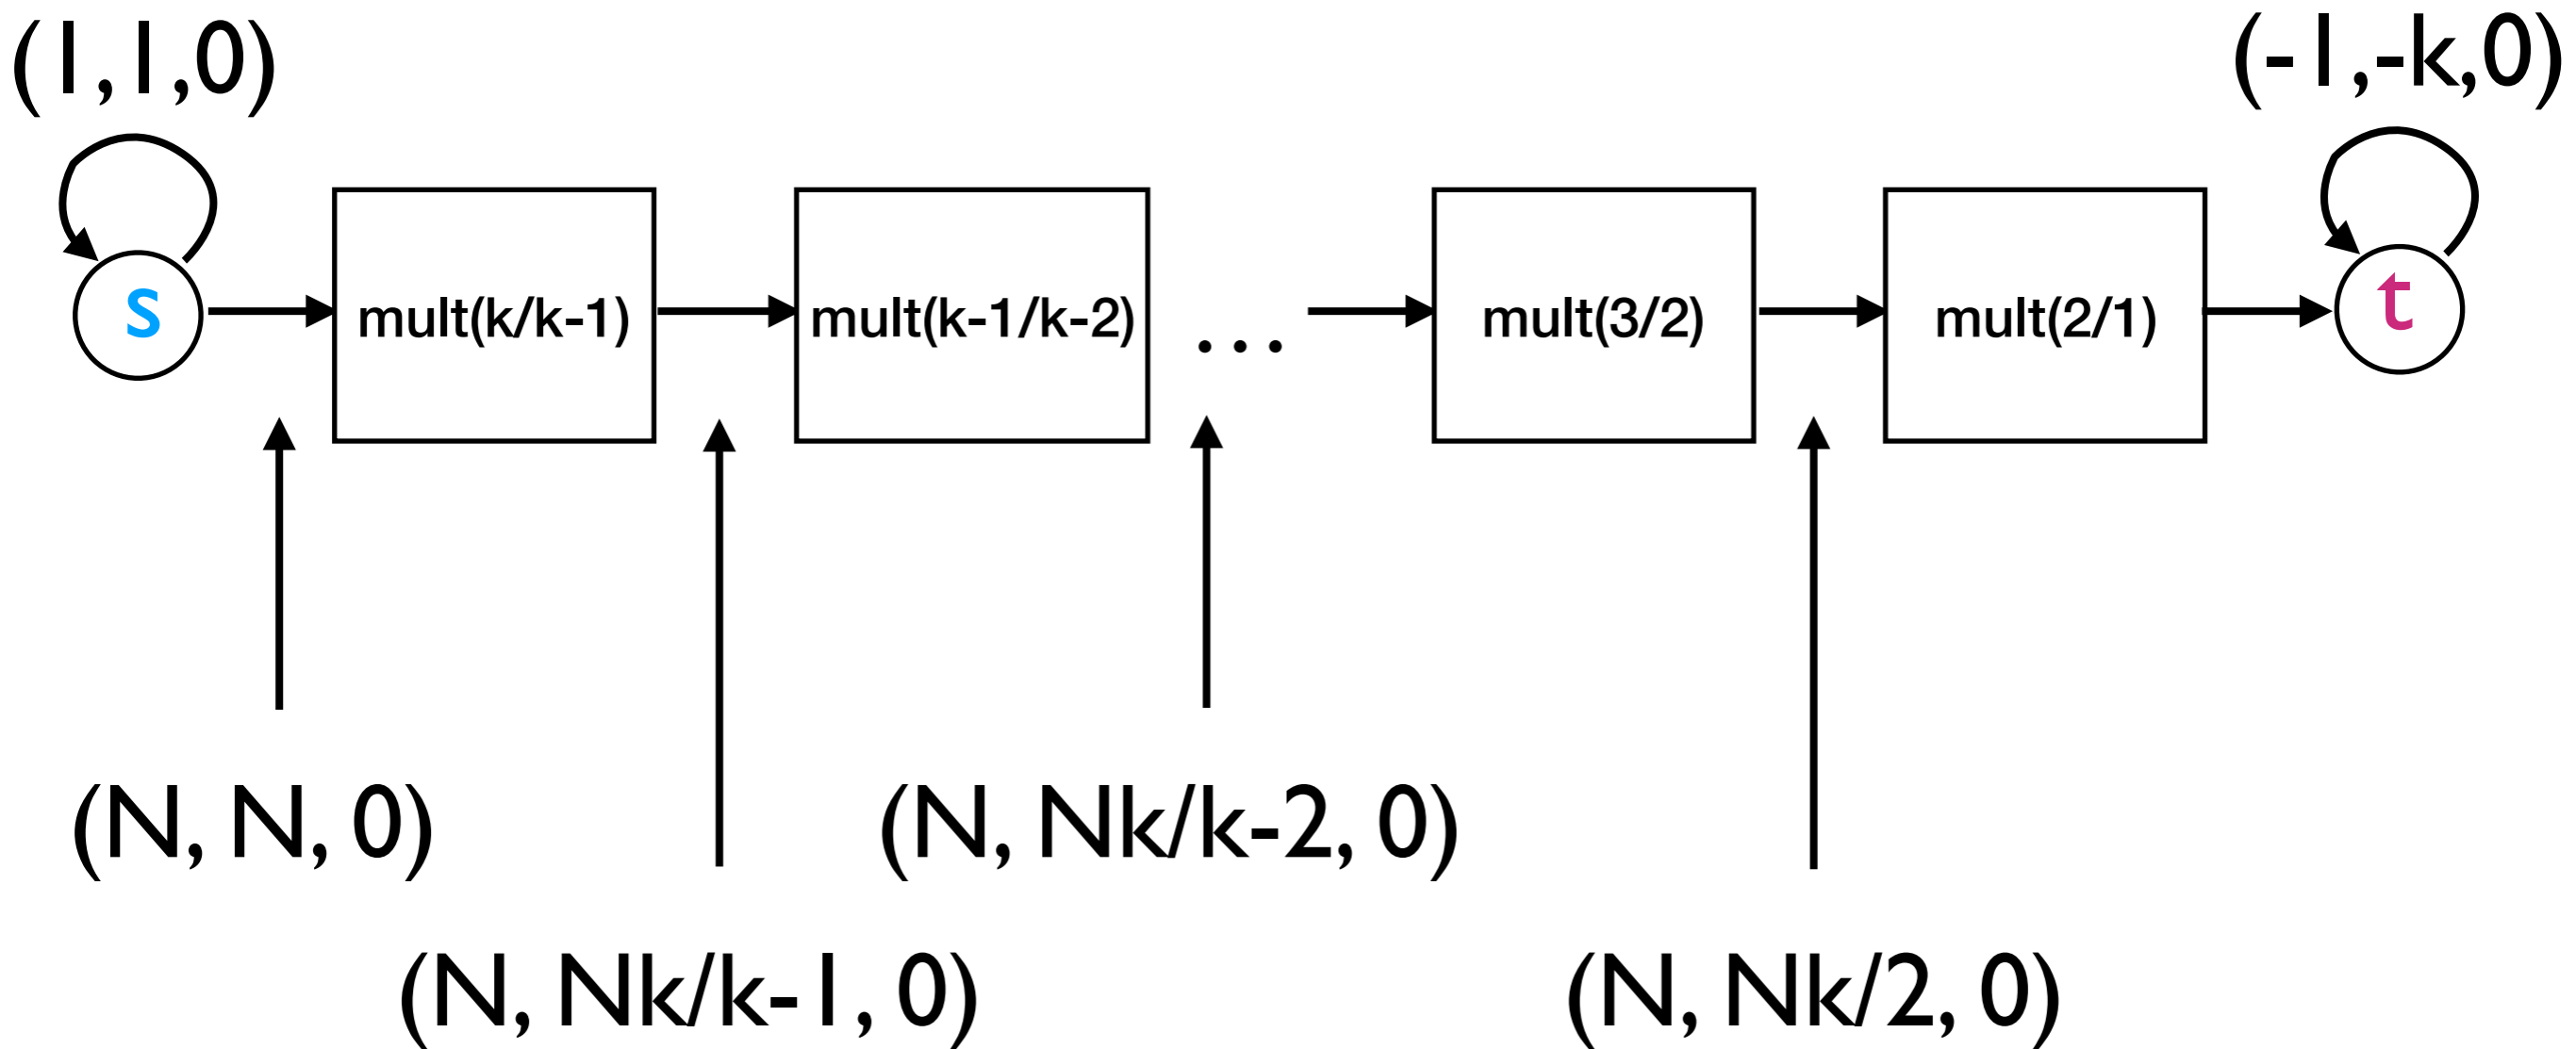 (1,1,0)
(-1,-k,0)
s
mult(k/k-1)
mult(k-1/k-2)
...
mult(3/2)
mult(2/1)
t
(N, N, 0)
(N, Nk/k-2, 0)
(N, Nk/k-1, 0)
(N, Nk/2, 0)